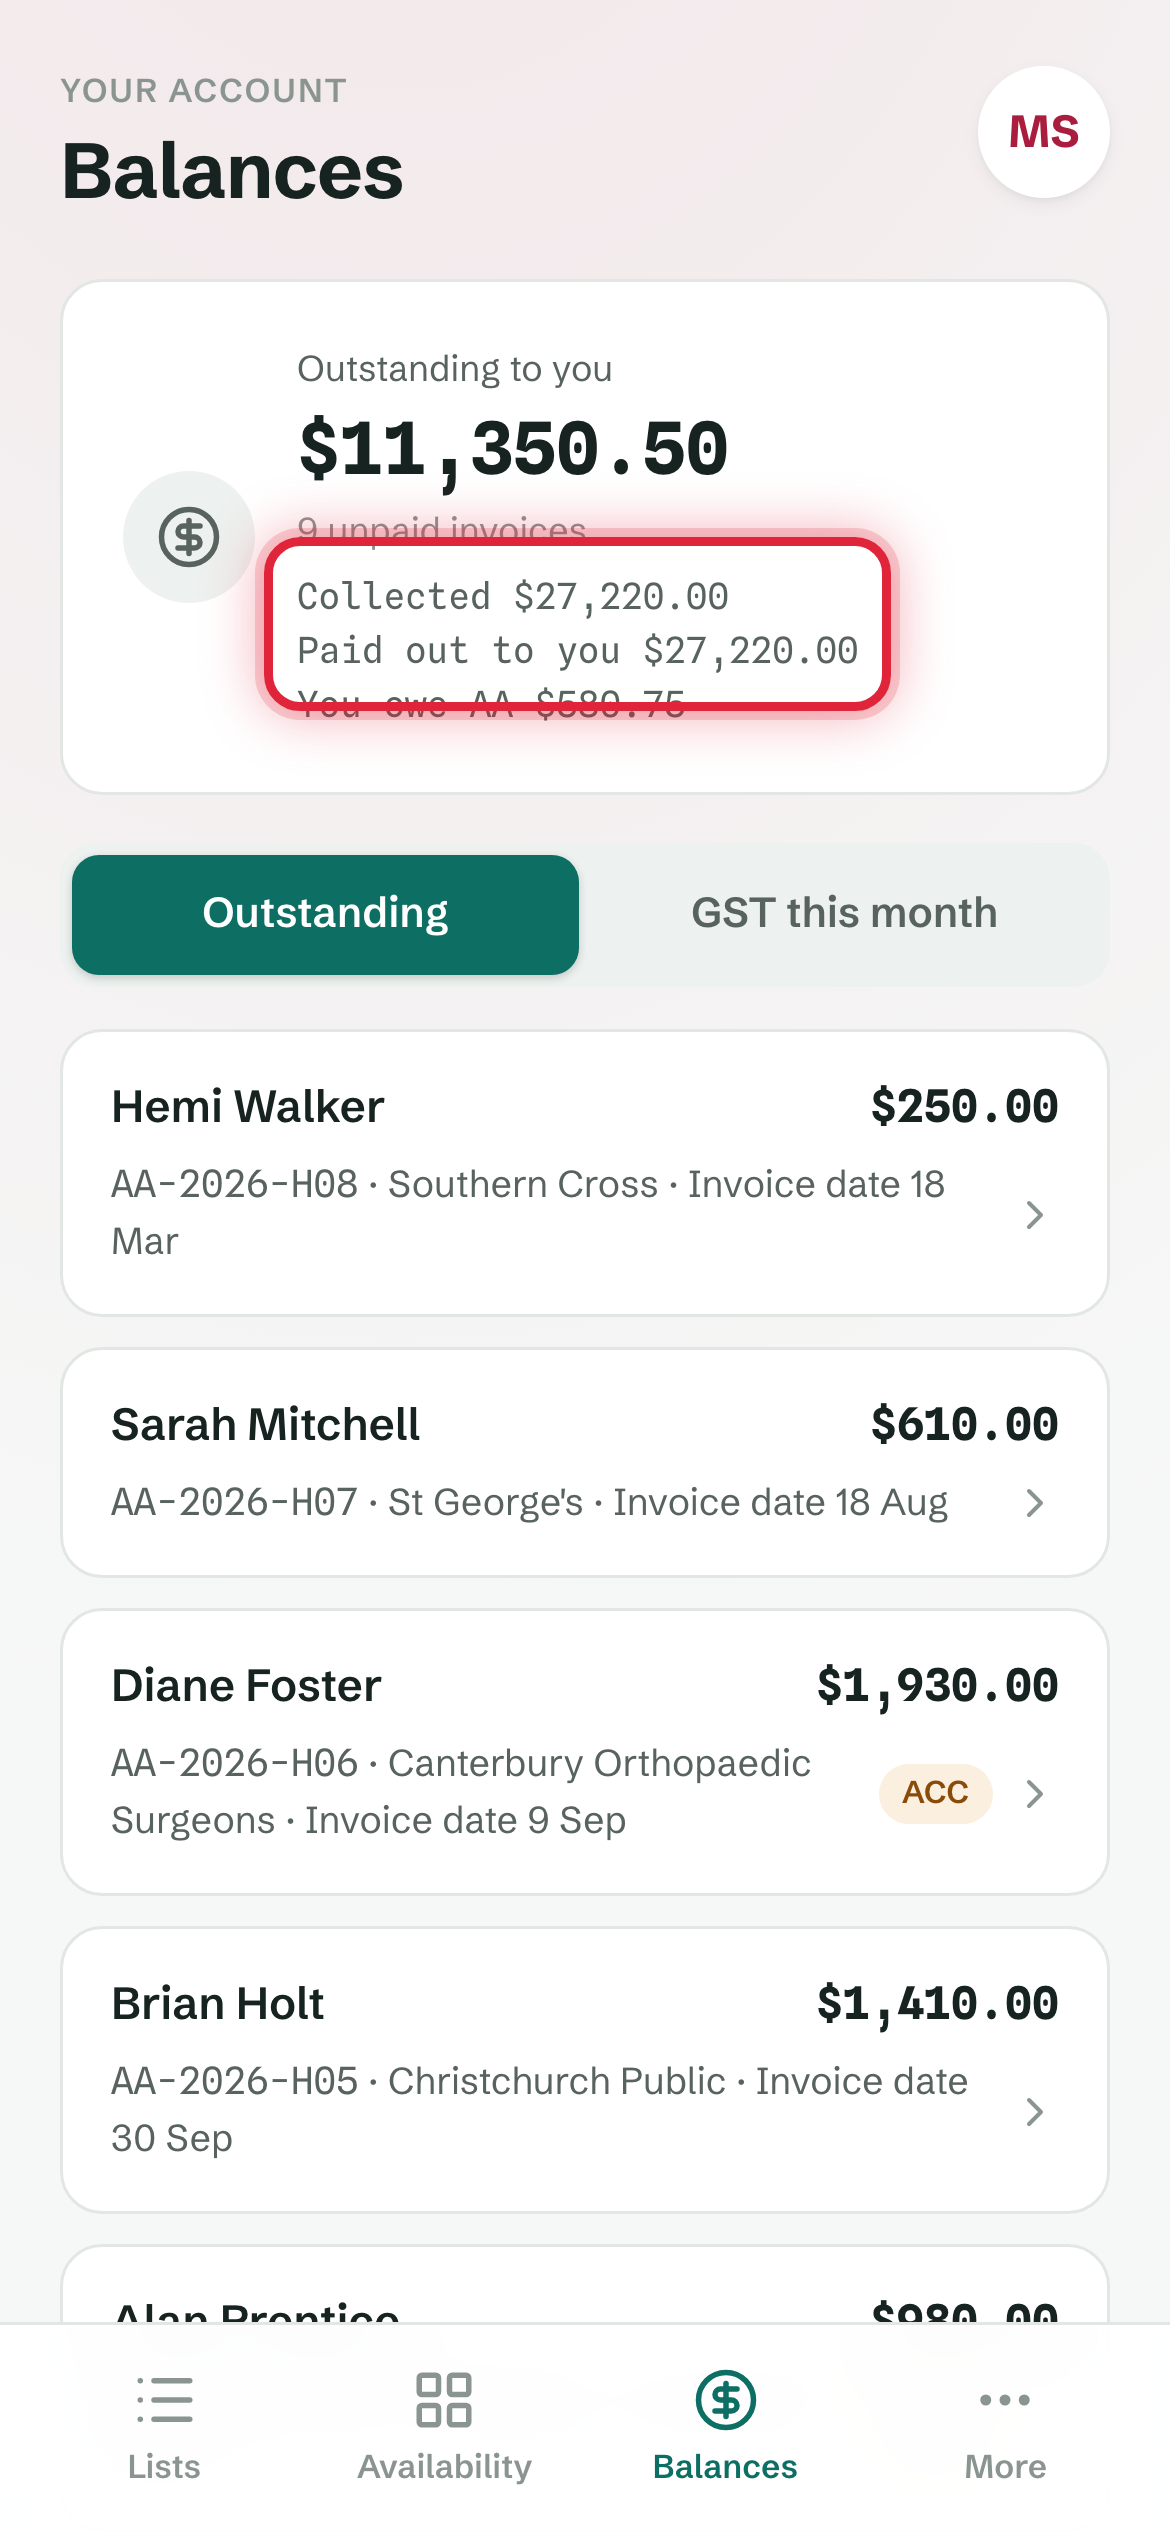 YOUR ACCOUNT
Balances
MS
Outstanding to you
$11,350.50
9 unpaid invoices
Collected $27,220.00
Paid out to you $27,220.00
You owe AA $580.75
Outstanding
GST this month
Hemi Walker
$250.00
AA-2026-H08 · Southern Cross · Invoice date 18
Mar
Sarah Mitchell
$610.00
AA-2026-H07 · St George's · Invoice date 18 Aug
Diane Foster
$1,930.00
AA-2026-H06 · Canterbury Orthopaedic
Surgeons · Invoice date 9 Sep
ACC
Brian Holt
$1,410.00
AA-2026-H05 · Christchurch Public · Invoice date
30 Sep
Alan Prentice
$980.00
Lists
Availability
Balances
More